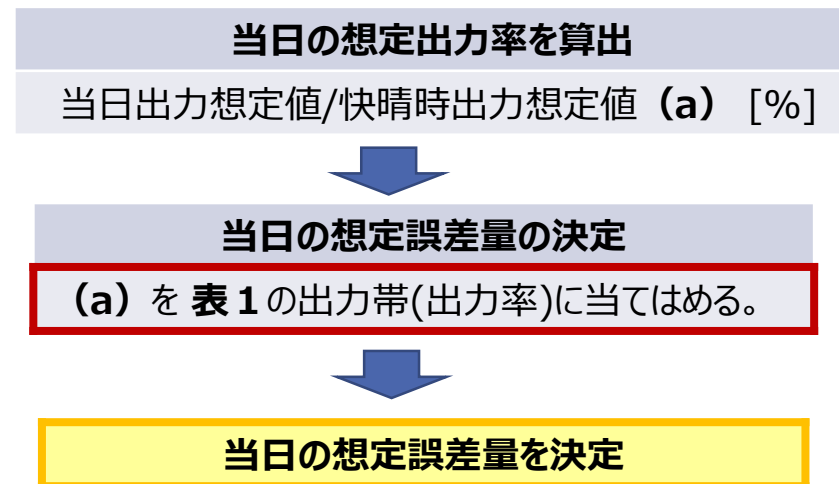 当日の想定出力率を算出
当日出力想定値/快晴時出力想定値（a） [%]
当日の想定誤差量の決定
（a）を 表１の出力帯(出力率)に当てはめる。
当日の想定誤差量を決定